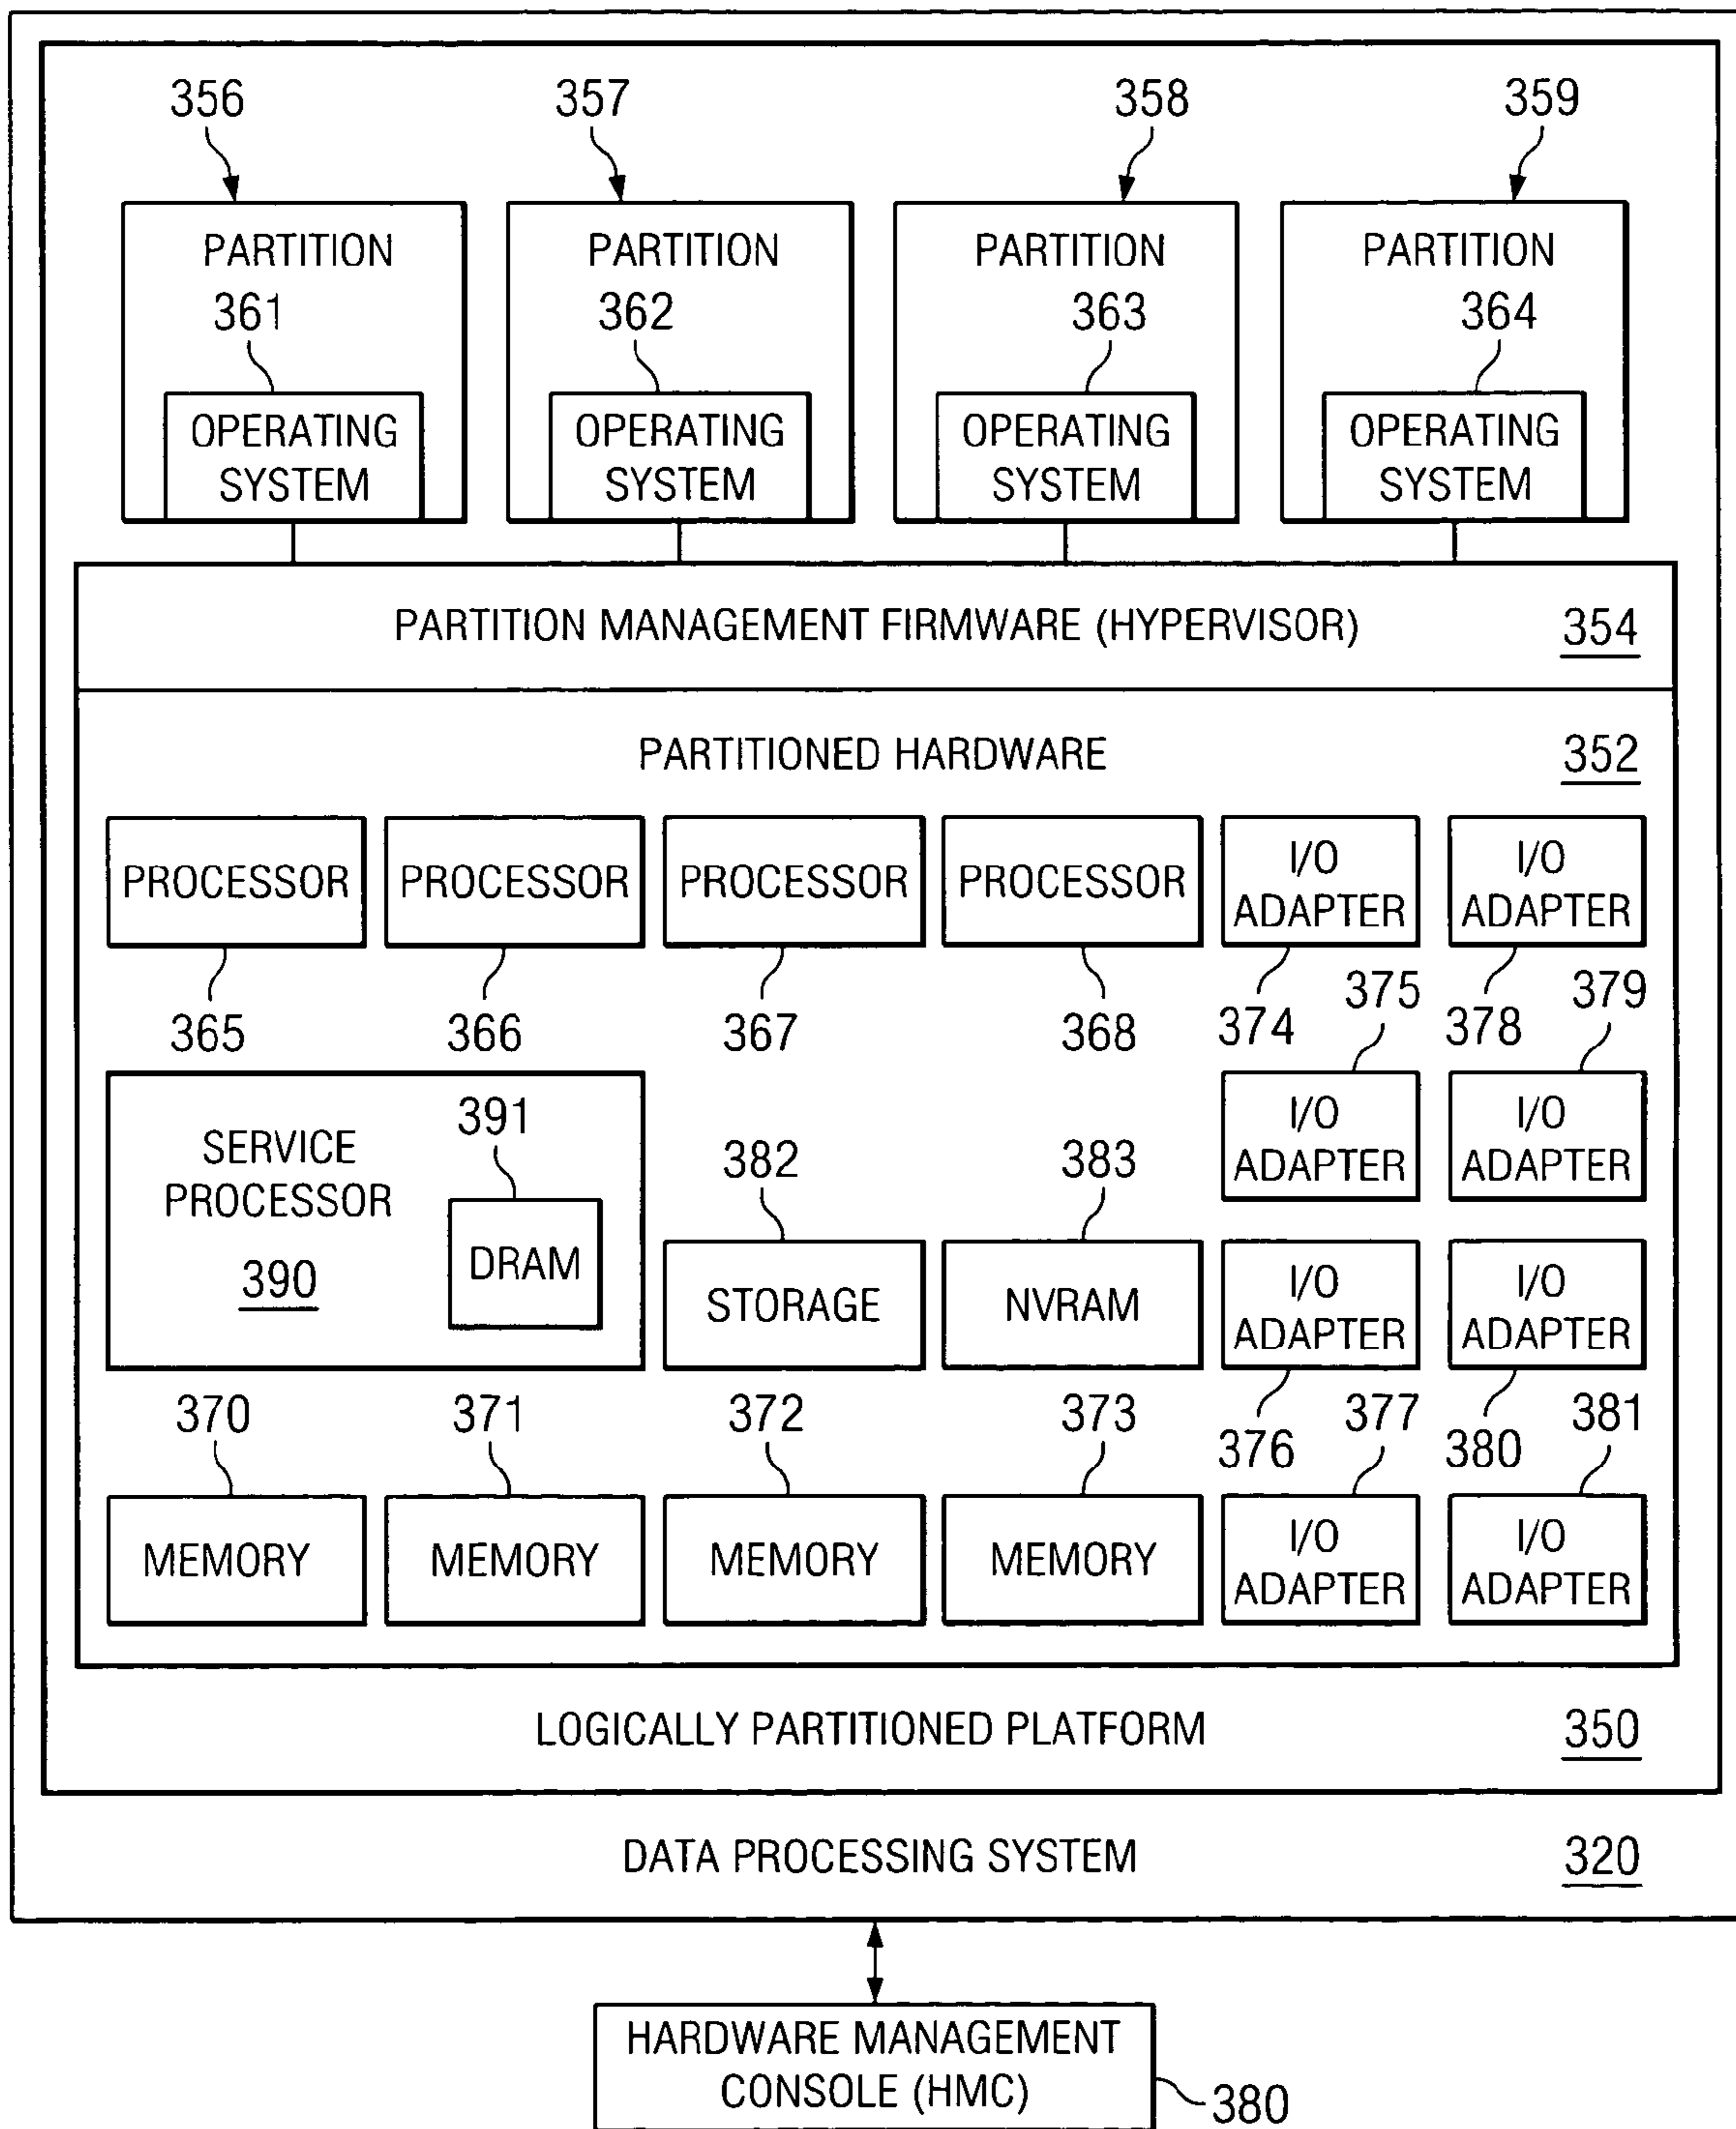 356 357 358 359
PARTITION PARTITION PARTITION PARTITION
361 362 363 364
OPERATING OPERATING OPERATING OPERATING
SYSTEM SYSTEM SYSTEM SYSTEM
PARTITION MANAGEMENT FIRMWARE (HYPERVISOR) 354
PARTITIONED HARDWARE 352
I/O I/O
PROCESSOR PROCESSOR PROCESSOR PROCESSOR
ADAPTER ADAPTER
375 379
365 366 367 368 374 378
391
SERVICE
PROCESSOR
I/O I/O
ADAPTER ADAPTER
382 383
390
DRAM
STORAGE NVRAM
I/O I/O
ADAPTER ADAPTER
370 371 372 373 377 381
376 380
MEMORY MEMORY MEMORY MEMORY
I/O I/O
ADAPTER ADAPTER
LOGICALLY PARTITIONED PLATFORM 350
DATA PROCESSING SYSTEM 320
HARDWARE MANAGEMENT
CONSOLE (HMC)
380